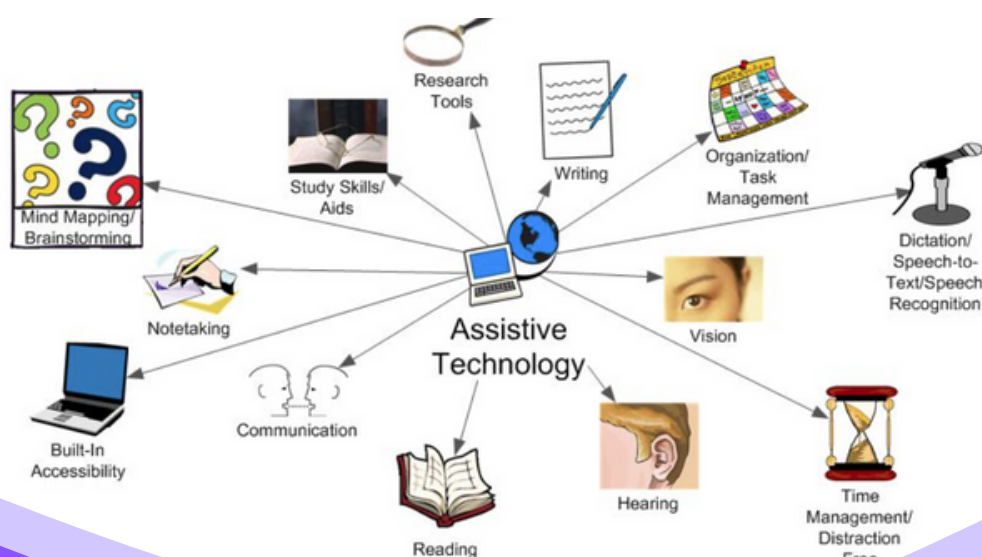 Research
Tools
Writing
Organization/
Task
Management
Study Skills/
Aids
Mind Mapping/
Brainstorming
Dictation/
Speech-to-
Text/Speech
Recognition
Notetaking
Vision
Assistive
Technology
Built-In
Accessibility
Communication
Reading
Hearing
Time
Management/
Distraction